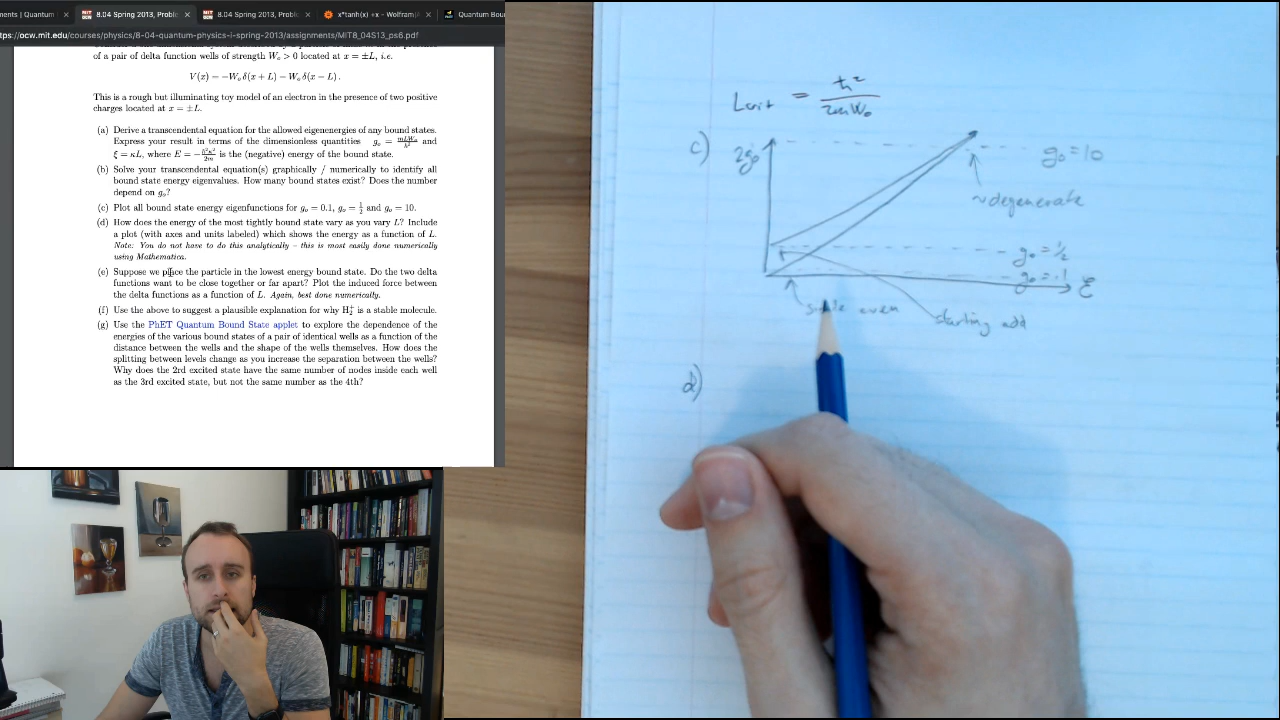 ments | Quantum
8.04 Spring 2013, Proble
8.04 Spring 2013, Proble
x*tanh(x) +x - Wolfram|A
Quantum Bou
https://ocw.mit.edu/courses/physics/8-04-quantum-physics-i-spring-2013/assignments/MIT8_04S13_ps6.pdf
of a pair of delta function wells of strength Wₒ > 0 located at x = ±L, i.e.
V(x) = −Wₒ δ(x + L) − Wₒ δ(x − L) .
This is a rough but illuminating toy model of an electron in the presence of two positive
charges located at x = ±L.
(a) Derive a transcendental equation for the allowed eigenenergies of any bound states.
Express your result in terms of the dimensionless quantities gₒ = mLWₒ/ħ² and
ξ = κL, where E = −ħ²κ²/2m is the (negative) energy of the bound state.
(b) Solve your transcendental equation(s) graphically / numerically to identify all
bound state energy eigenvalues. How many bound states exist? Does the number
depend on gₒ?
(c) Plot all bound state energy eigenfunctions for gₒ = 0.1, gₒ = 1/2 and gₒ = 10.
(d) How does the energy of the most tightly bound state vary as you vary L? Include
a plot (with axes and units labeled) which shows the energy as a function of L.
Note: You do not have to do this analytically – this is most easily done numerically
using Mathematica.
(e) Suppose we place the particle in the lowest energy bound state. Do the two delta
functions want to be close together or far apart? Plot the induced force between
the delta functions as a function of L. Again, best done numerically.
(f) Use the above to suggest a plausible explanation for why H₂⁺ is a stable molecule.
(g) Use the PhET Quantum Bound State applet to explore the dependence of the
energies of the various bound states of a pair of identical wells as a function of the
distance between the wells and the shape of the wells themselves. How does the
splitting between levels change as you increase the separation between the wells?
Why does the 2rd excited state have the same number of nodes inside each well
as the 3rd excited state, but not the same number as the 4th?
Lcrit = ħ²/2mW₀
c) 2g₀
g₀ = 10
~degenerate
g₀ = 1/2
g₀ = .1
ξ
even
starting odd
d)